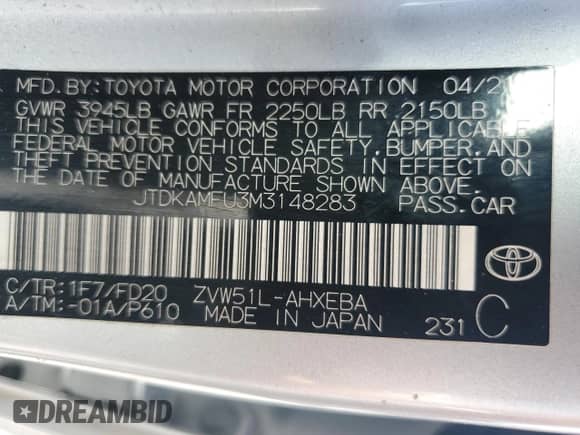 MFD. BY: TOYOTA MOTOR CORPORATION 04/2
GVWR 3945LB GAWR FR 2250LB RR 2150LB
THIS VEHICLE CONFORMS TO ALL APPLICABLE
FEDERAL MOTOR VEHICLE SAFETY, BUMPER, AND
THEFT PREVENTION STANDARDS IN EFFECT ON
THE DATE OF MANUFACTURE SHOWN ABOVE.
JTDKAMFU3M3148283 PASS. CAR
C/TR: 1F7/FD20 ZVW51L-AHXEBA
A/TM: -01A/P610 MADE IN JAPAN 231 C
TOYOTA
DREAMBID